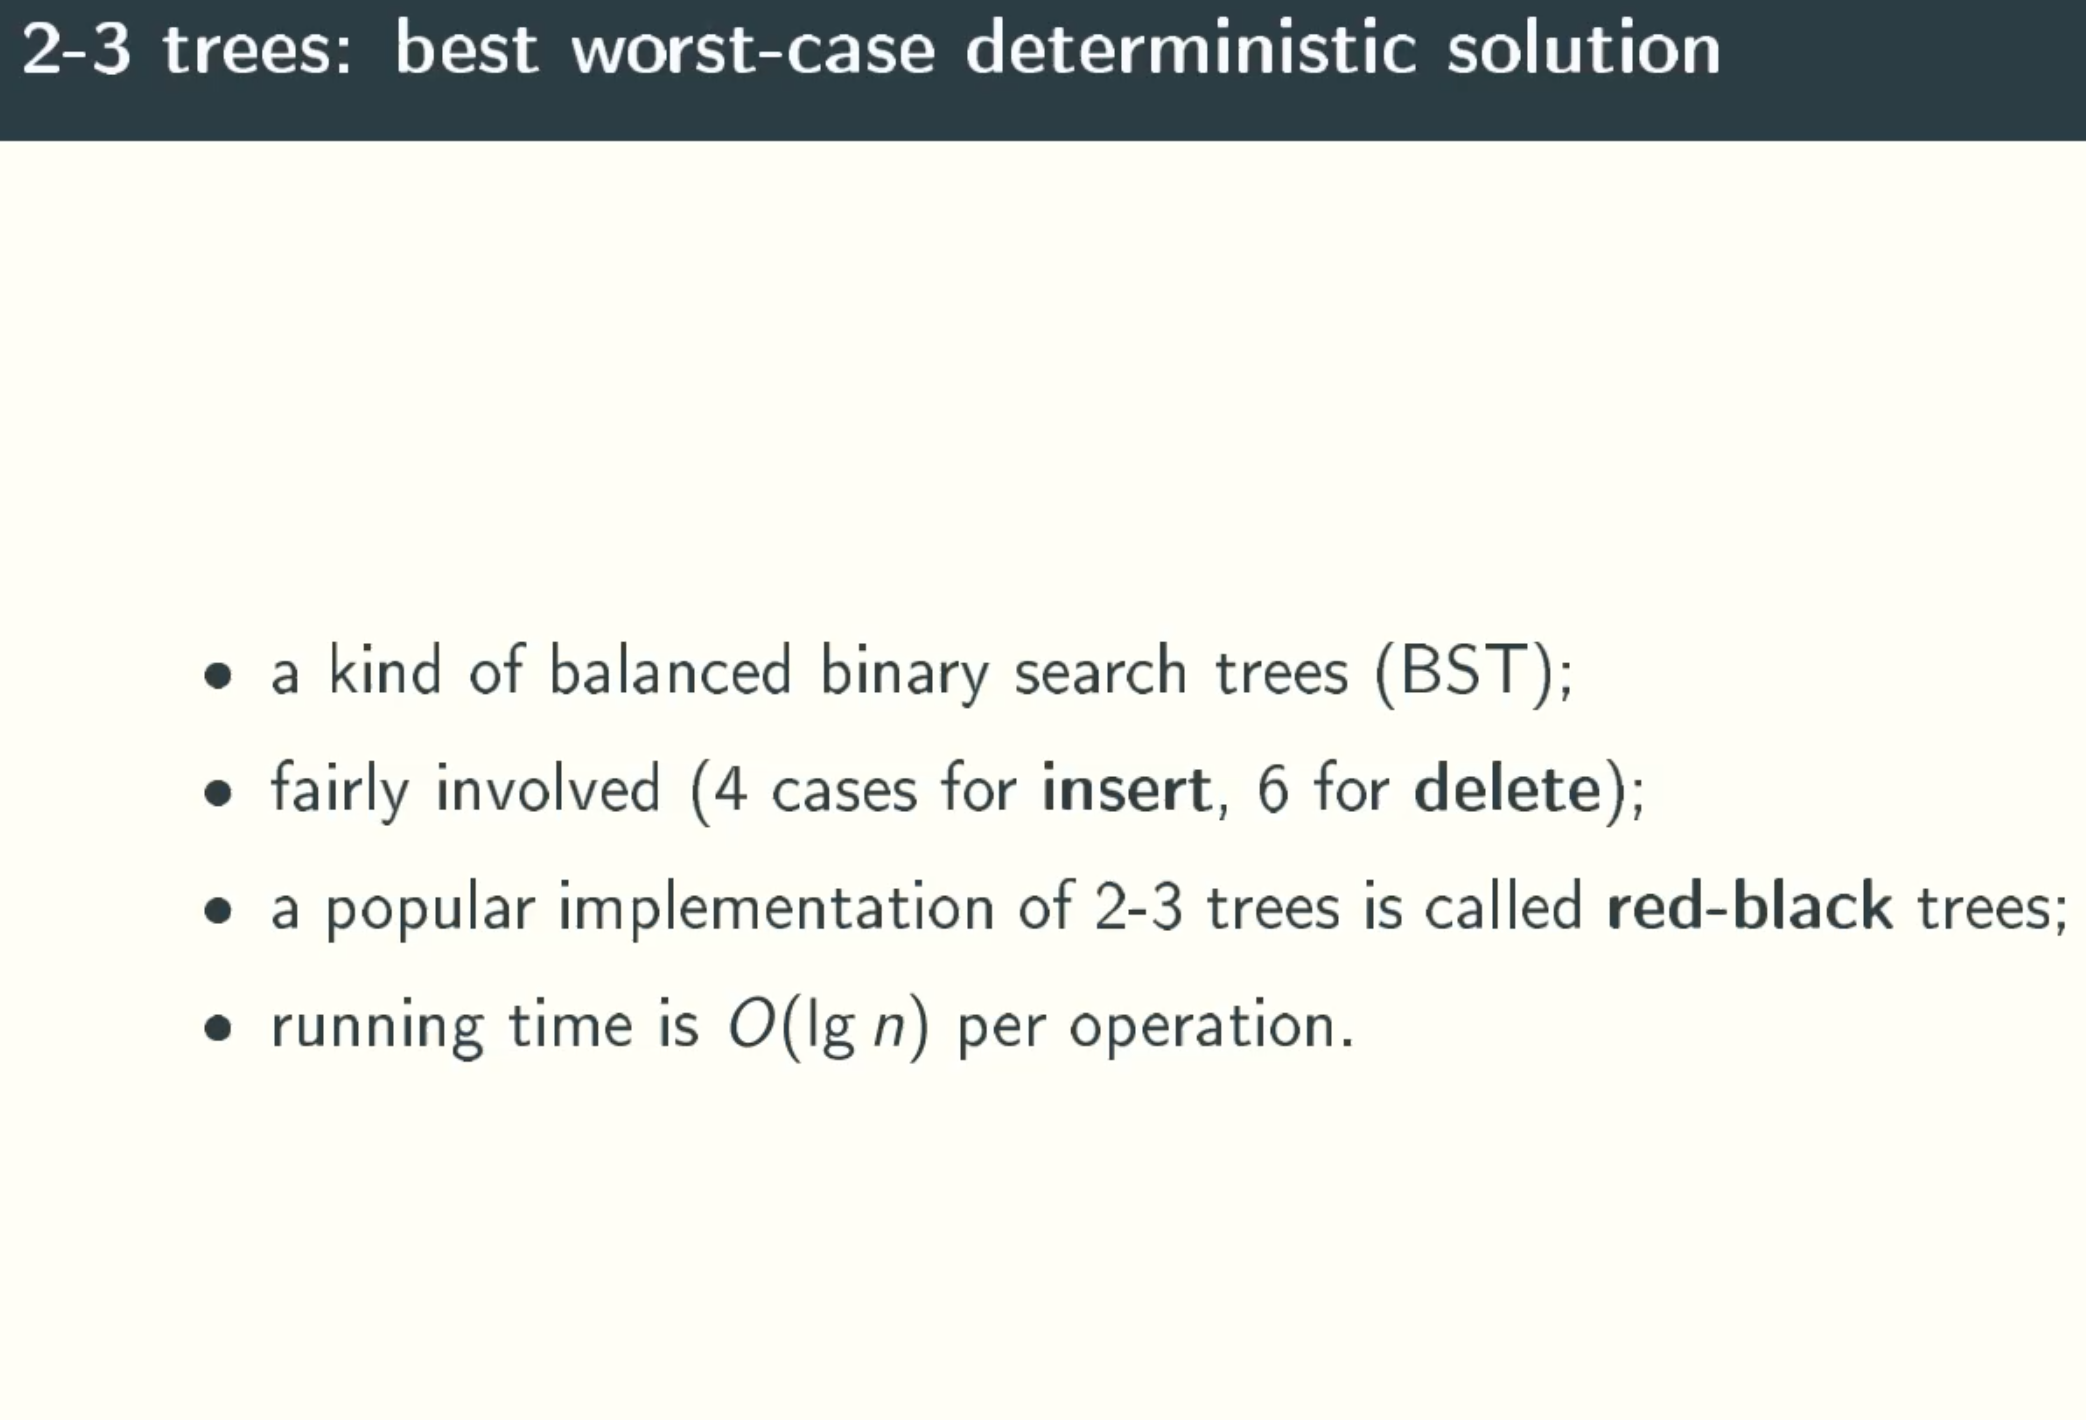 2-3 trees: best worst-case deterministic solution
• a kind of balanced binary search trees (BST);
• fairly involved (4 cases for insert, 6 for delete);
• a popular implementation of 2-3 trees is called red-black trees;
• running time is O(lg n) per operation.